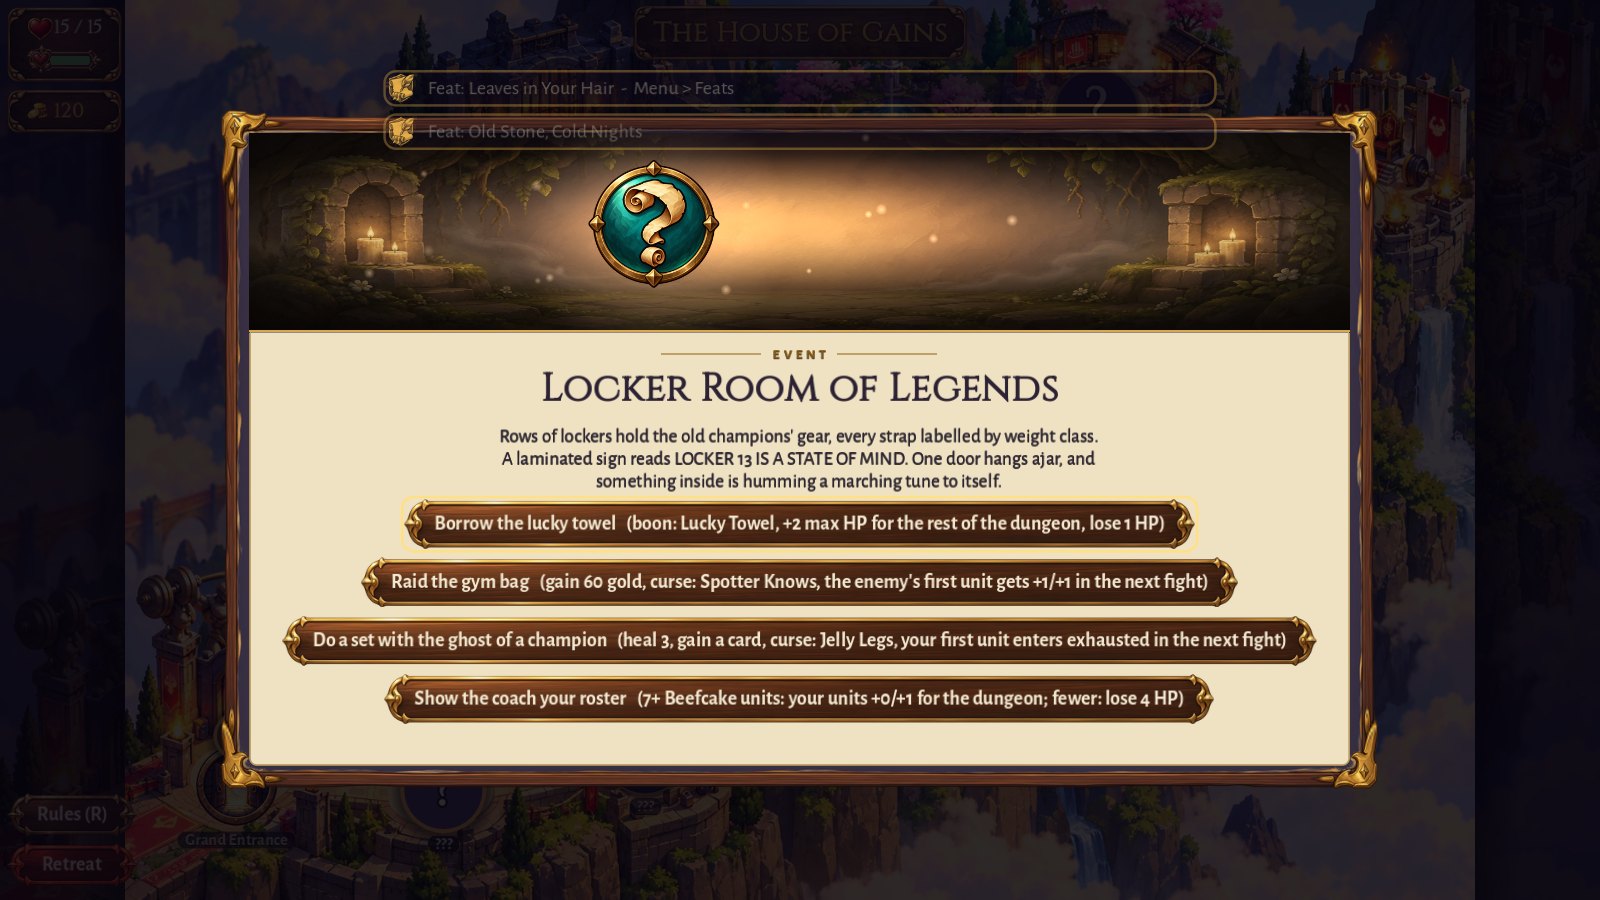 15 / 15
THE HOUSE OF GAINS
120
Feat: Leaves in Your Hair - Menu > Feats
Feat: Old Stone, Cold Nights
EVENT
LOCKER ROOM OF LEGENDS
Rows of lockers hold the old champions' gear, every strap labelled by weight class.
A laminated sign reads LOCKER 13 IS A STATE OF MIND. One door hangs ajar, and
something inside is humming a marching tune to itself.
Borrow the lucky towel (boon: Lucky Towel, +2 max HP for the rest of the dungeon, lose 1 HP)
Raid the gym bag (gain 60 gold, curse: Spotter Knows, the enemy's first unit gets +1/+1 in the next fight)
Do a set with the ghost of a champion (heal 3, gain a card, curse: Jelly Legs, your first unit enters exhausted in the next fight)
Show the coach your roster (7+ Beefcake units: your units +0/+1 for the dungeon; fewer: lose 4 HP)
Rules (R)
Retreat
Grand Entrance
???
???